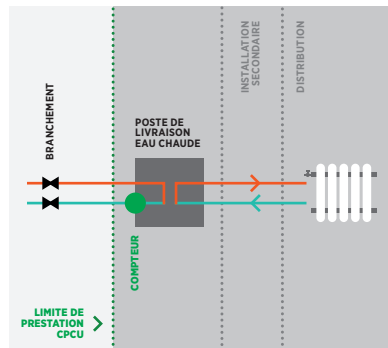 BRANCHEMENT
POSTE DE
LIVRAISON
EAU CHAUDE
INSTALLATION
SECONDAIRE
DISTRIBUTION
COMPTEUR
LIMITE DE
PRESTATION
CPCU